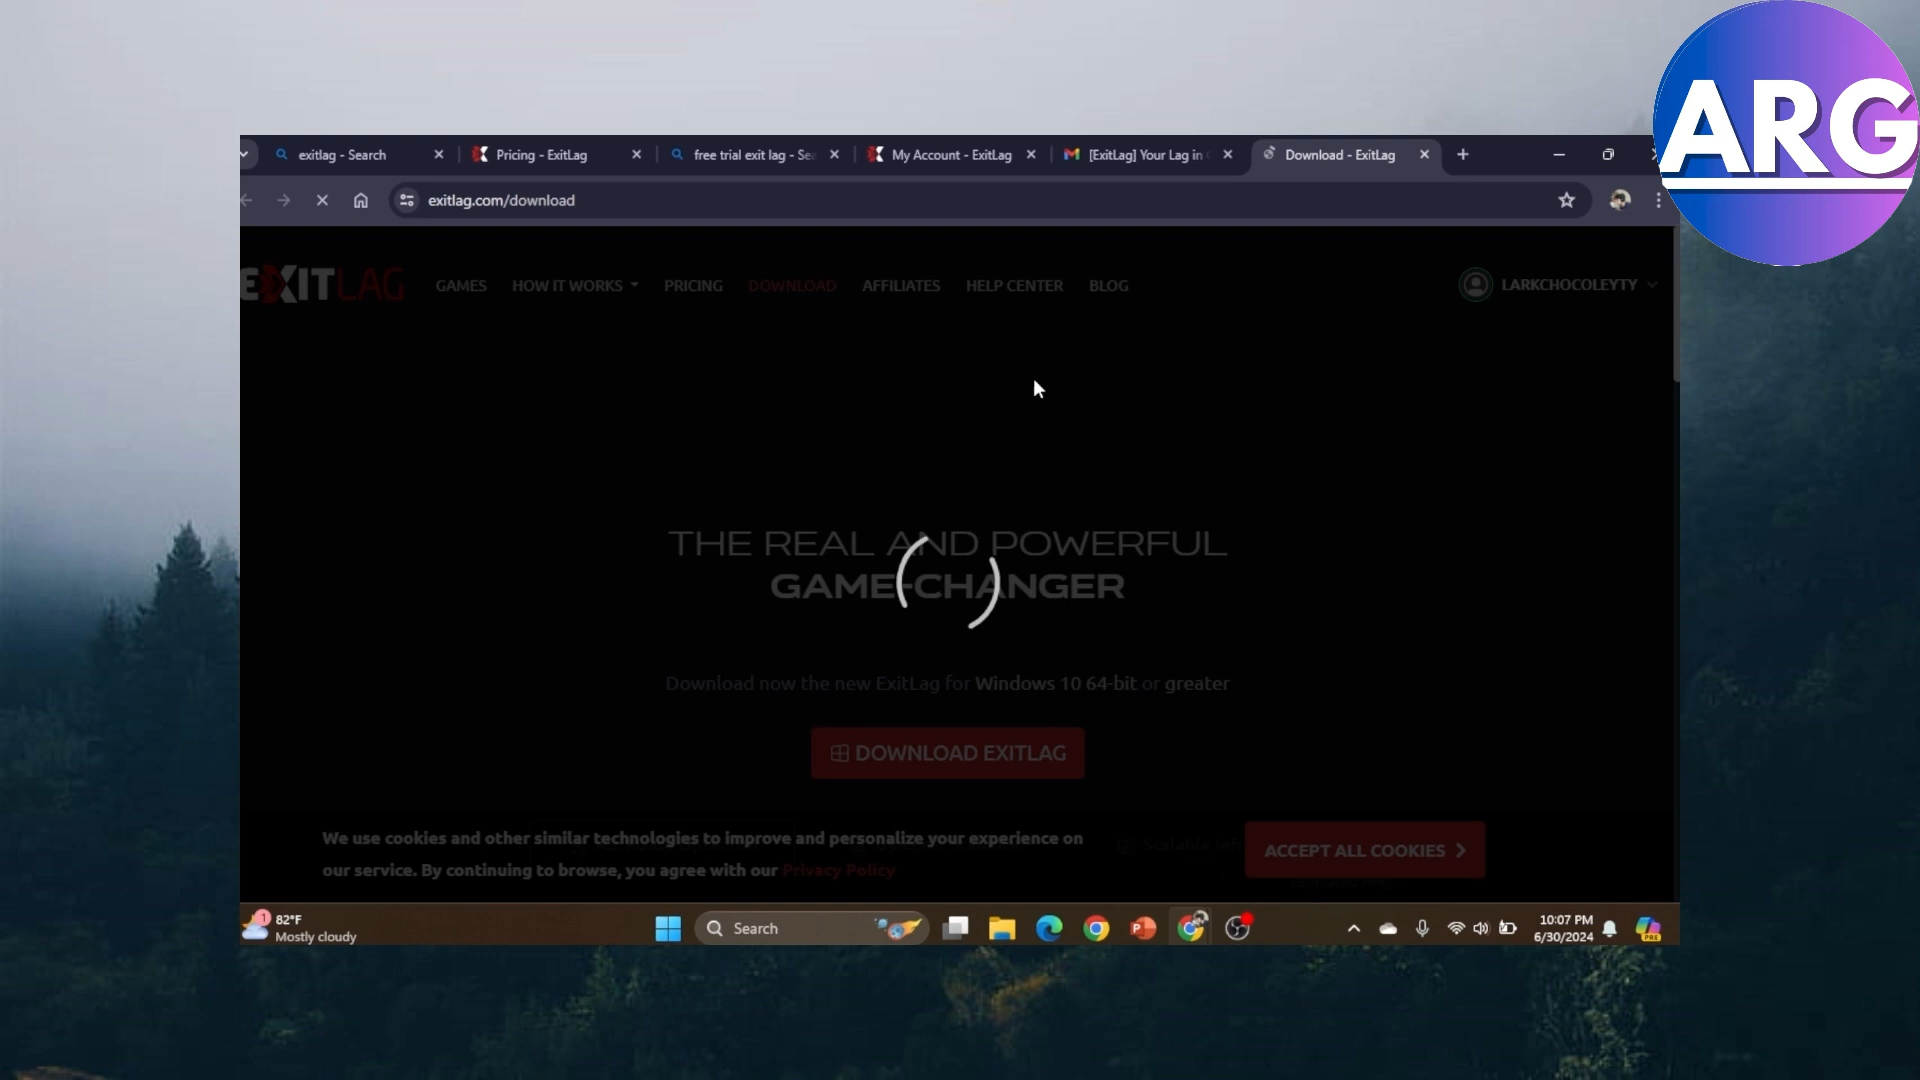 ARG
exitlag - Search
Pricing - ExitLag
free trial exit lag - Sea
My Account - ExitLag
[ExitLag] Your Lag in
Download - ExitLag
exitlag.com/download
EXITLAG
GAMES
HOW IT WORKS
PRICING
DOWNLOAD
AFFILIATES
HELP CENTER
BLOG
LARKCHOCOLEYTY
THE REAL AND POWERFUL
GAME-CHANGER
Download now the new ExitLag for Windows 10 64-bit or greater
DOWNLOAD EXITLAG
We use cookies and other similar technologies to improve and personalize your experience on
our service. By continuing to browse, you agree with our Privacy Policy
ACCEPT ALL COOKIES
1
82°F
Mostly cloudy
Search
10:07 PM
6/30/2024
PRE